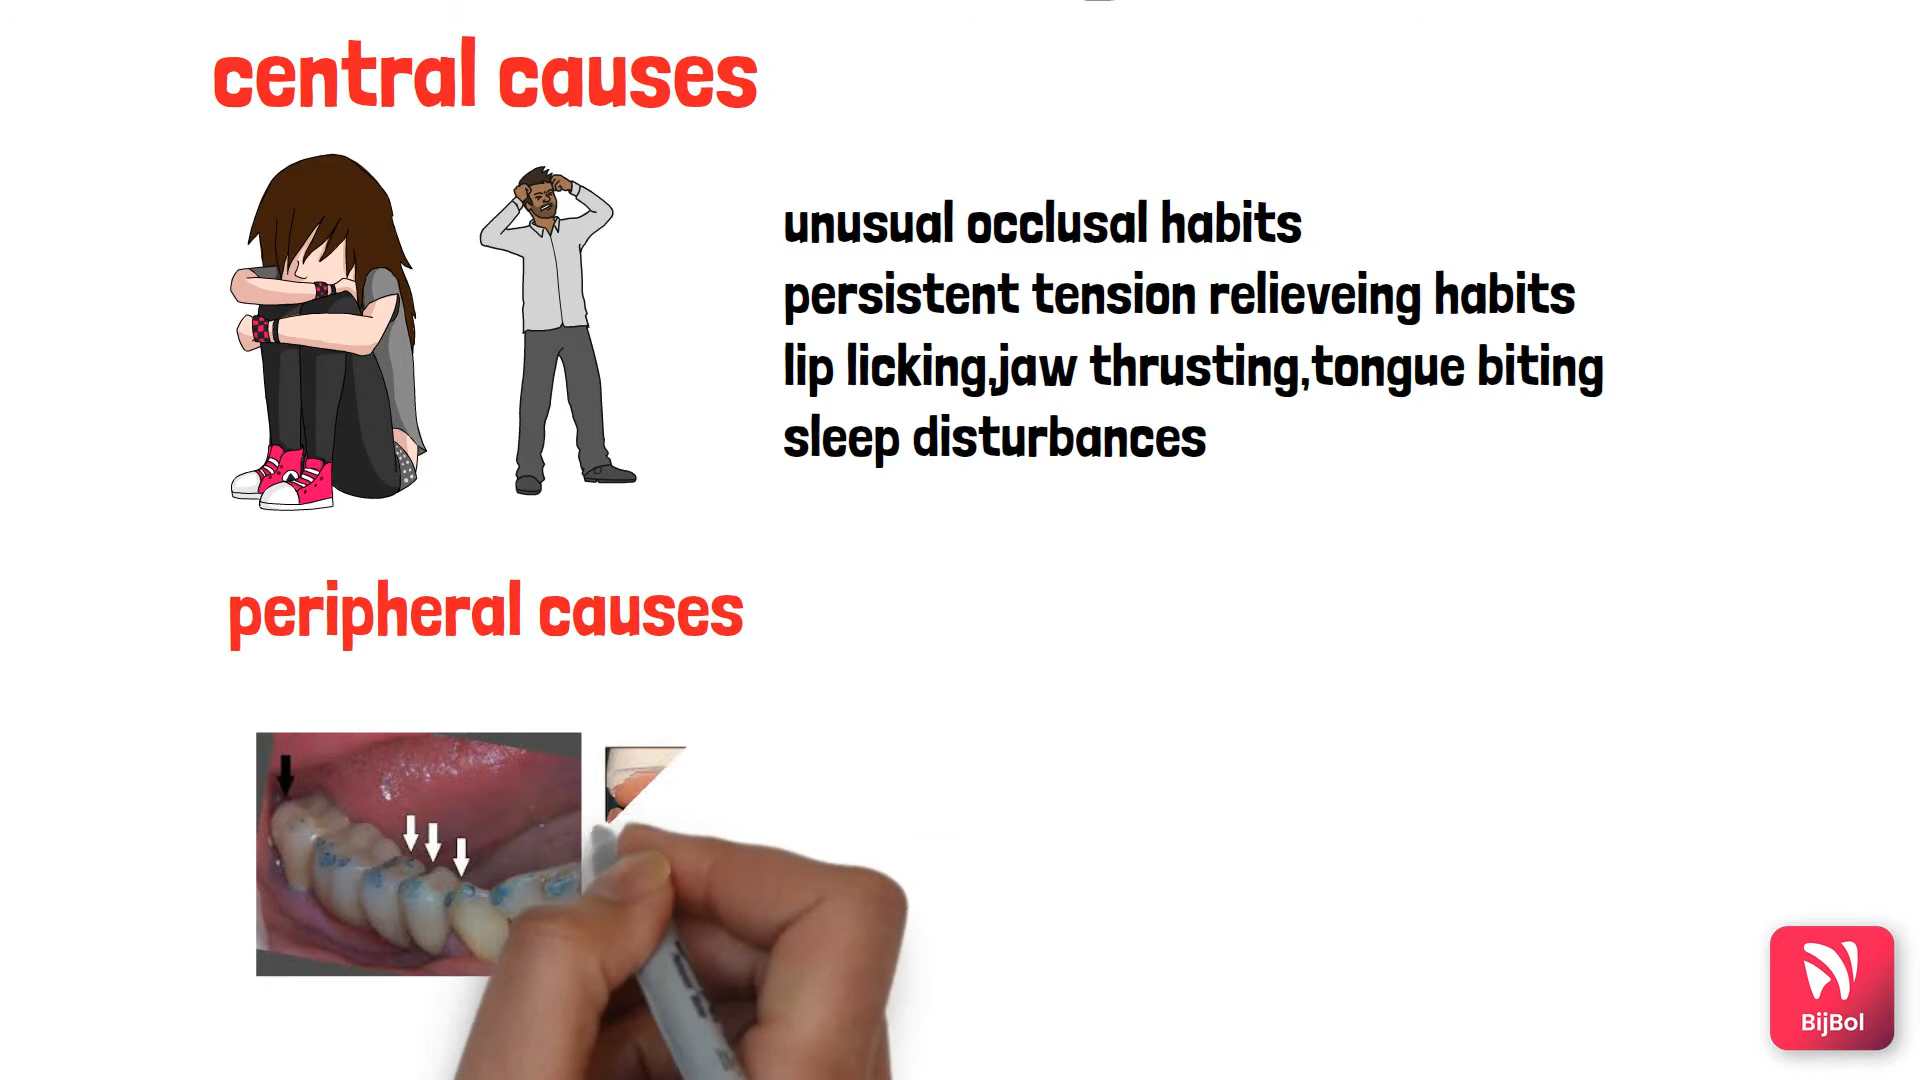 central causes
unusual occlusal habits
persistent tension relieveing habits
lip licking,jaw thrusting,tongue biting
sleep disturbances
peripheral causes
BijBol